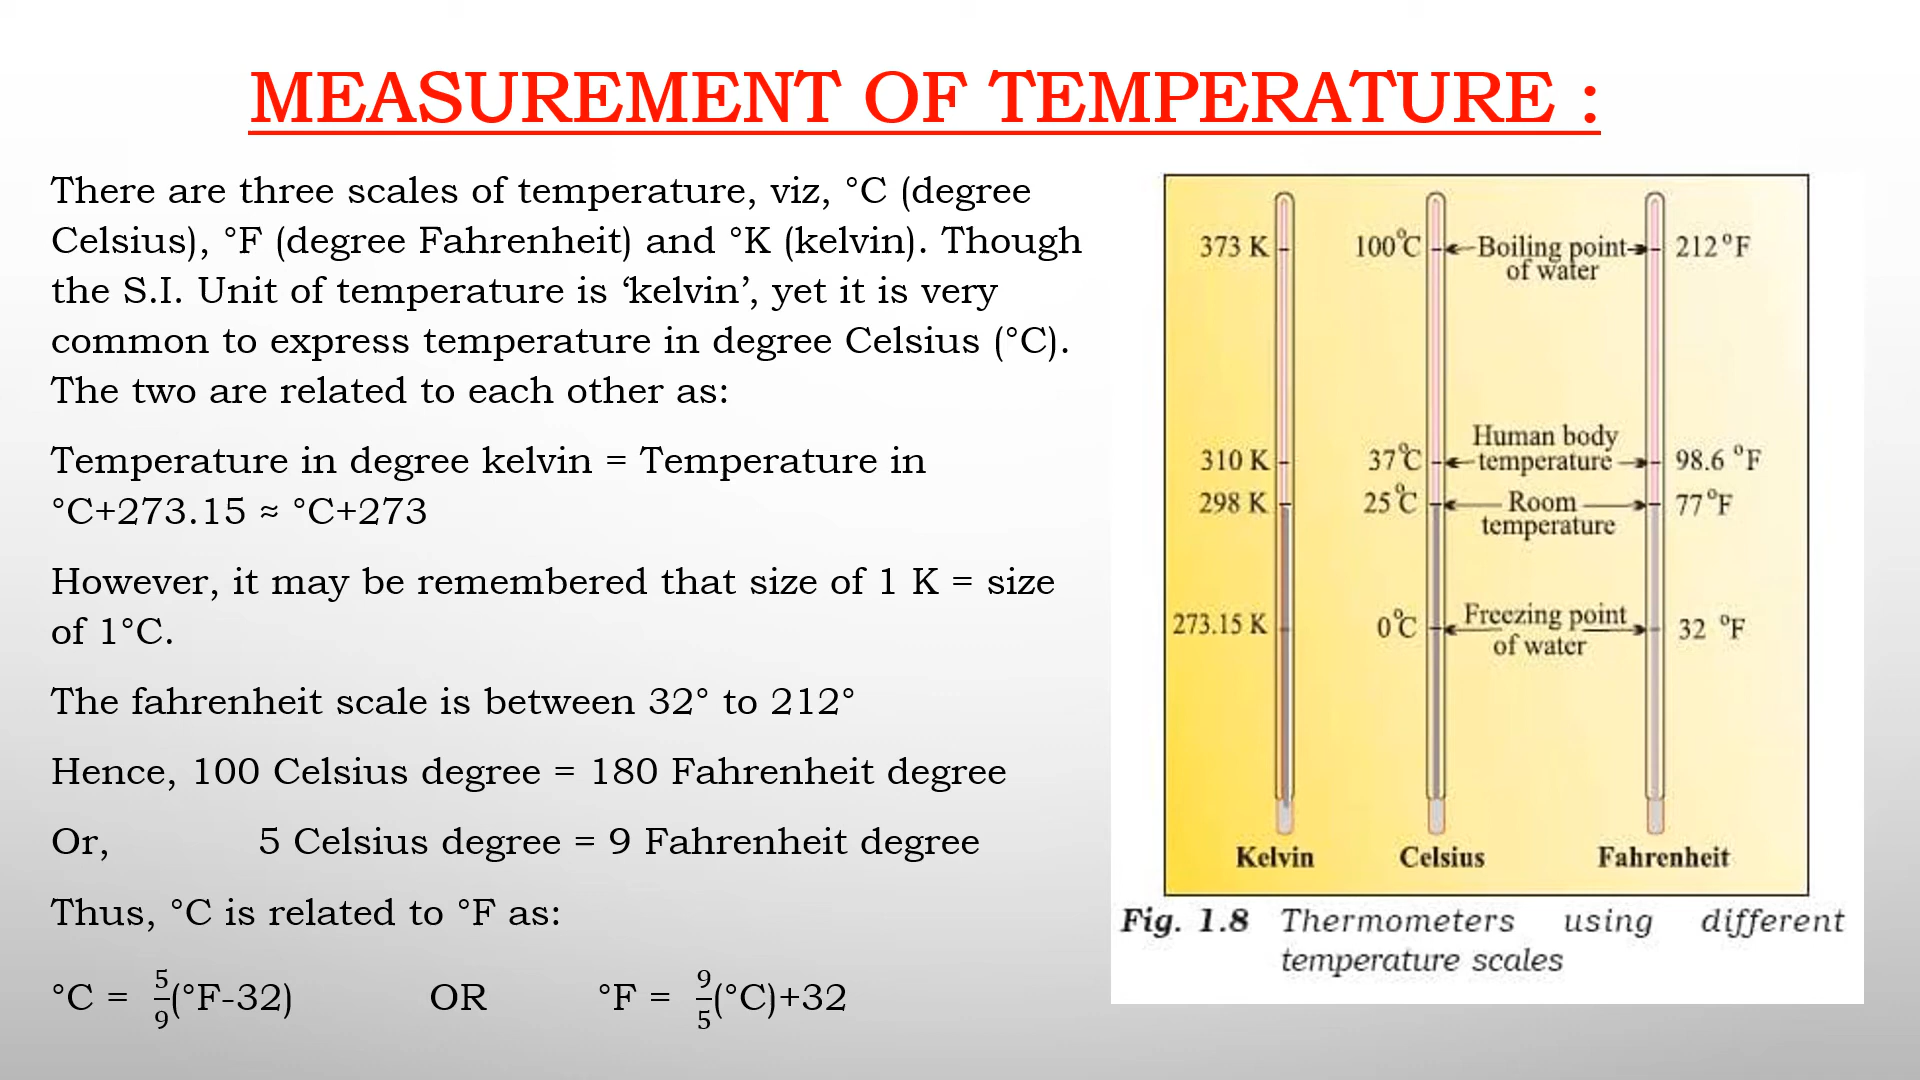 MEASUREMENT OF TEMPERATURE :
There are three scales of temperature, viz, °C (degree
Celsius), °F (degree Fahrenheit) and °K (kelvin). Though
the S.I. Unit of temperature is ‘kelvin’, yet it is very
common to express temperature in degree Celsius (°C).
The two are related to each other as:
Temperature in degree kelvin = Temperature in
°C+273.15 ≈ °C+273
However, it may be remembered that size of 1 K = size
of 1°C.
The fahrenheit scale is between 32° to 212°
Hence, 100 Celsius degree = 180 Fahrenheit degree
Or, 5 Celsius degree = 9 Fahrenheit degree
Thus, °C is related to °F as:
°C = 5/9(°F-32) OR °F = 9/5(°C)+32
373 K 100°C Boiling point 212°F
of water
Human body
310 K 37°C temperature 98.6 °F
298 K 25°C Room 77°F
temperature
273.15 K 0°C Freezing point 32 °F
of water
Kelvin Celsius Fahrenheit
Fig. 1.8 Thermometers using different
temperature scales